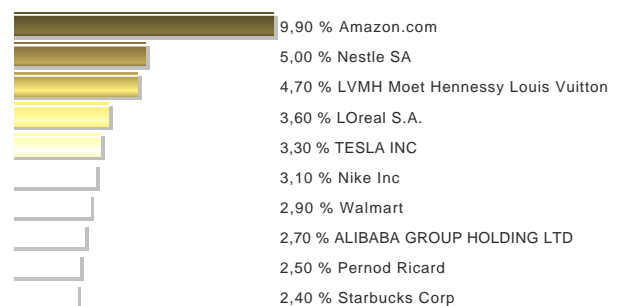 9,90 % Amazon.com
5,00 % Nestle SA
4,70 % LVMH Moet Hennessy Louis Vuitton
3,60 % LOreal S.A.
3,30 % TESLA INC
3,10 % Nike Inc
2,90 % Walmart
2,70 % ALIBABA GROUP HOLDING LTD
2,50 % Pernod Ricard
2,40 % Starbucks Corp